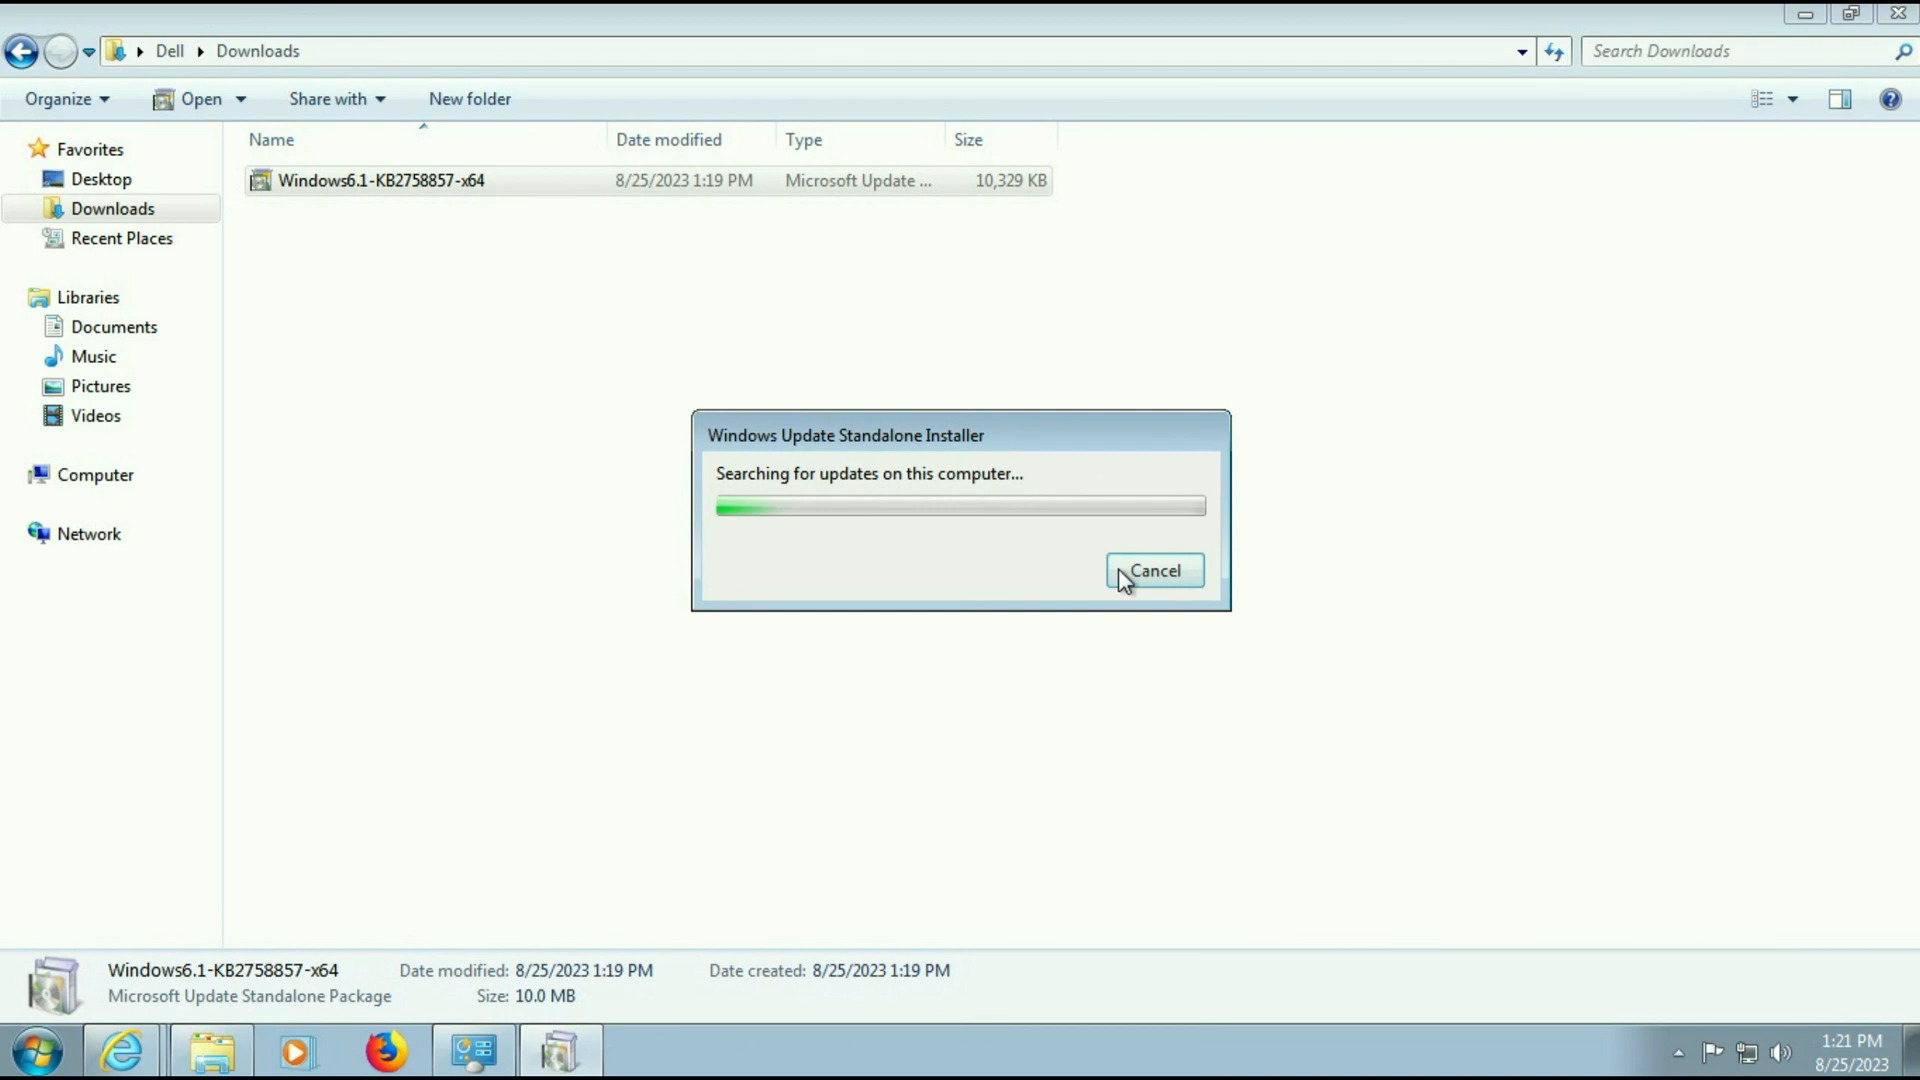 Dell Downloads
Search Downloads
Organize Open Share with New folder
Name Date modified Type Size
Windows6.1-KB2758857-x64 8/25/2023 1:19 PM Microsoft Update ... 10,329 KB
Favorites
Desktop
Downloads
Recent Places
Libraries
Documents
Music
Pictures
Videos
Computer
Network
Windows Update Standalone Installer
Searching for updates on this computer...
Cancel
Windows6.1-KB2758857-x64 Date modified: 8/25/2023 1:19 PM Date created: 8/25/2023 1:19 PM
Microsoft Update Standalone Package Size: 10.0 MB
1:21 PM
8/25/2023